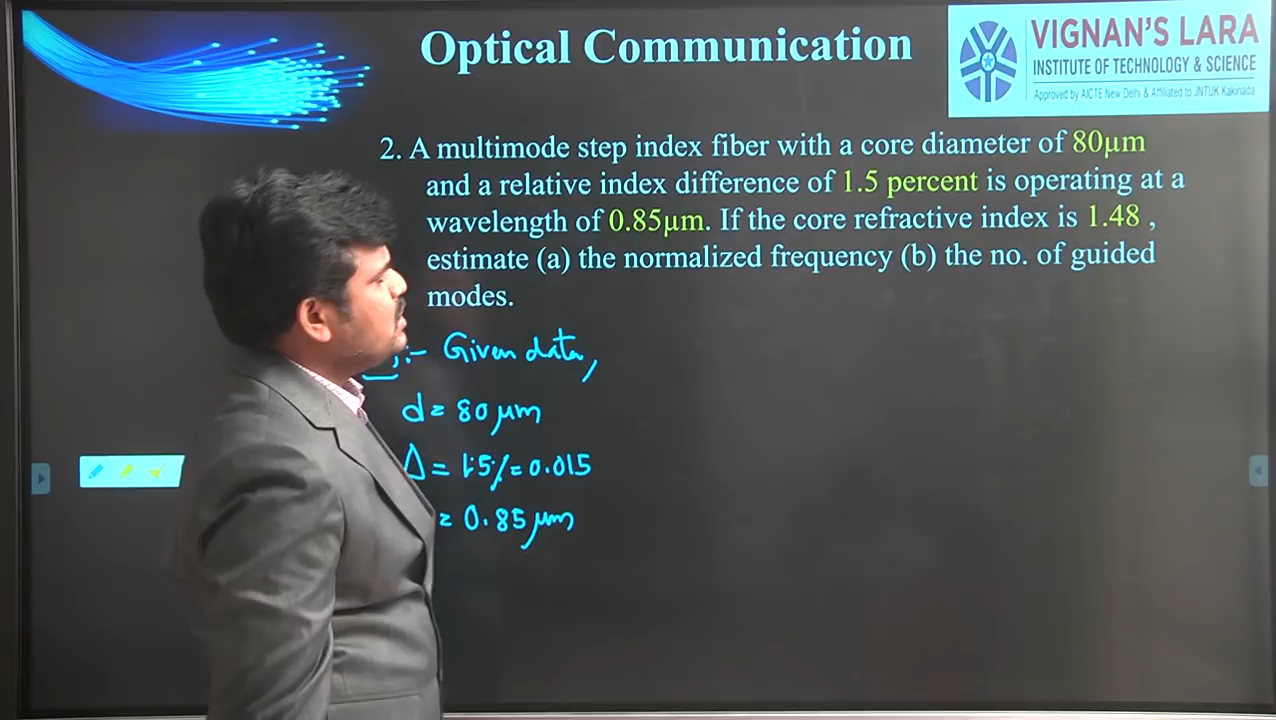 Optical Communication
VIGNAN'S LARA
INSTITUTE OF TECHNOLOGY & SCIENCE
Approved by AICTE New Delhi & Affiliated to JNTUK Kakinada
2. A multimode step index fiber with a core diameter of 80µm
and a relative index difference of 1.5 percent is operating at a
wavelength of 0.85µm. If the core refractive index is 1.48 ,
estimate (a) the normalized frequency (b) the no. of guided
modes.
:- Given data,
d = 80 µm
Δ = 1.5% = 0.015
= 0.85 µm